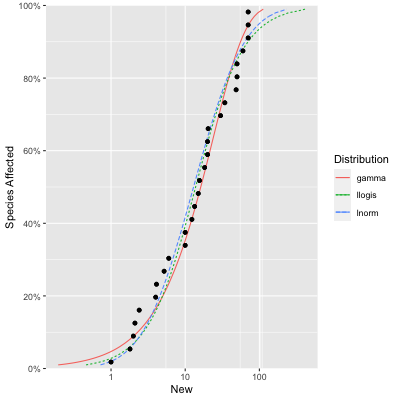 100%
80%
60%
40%
20%
0%
Species Affected
1
10
100
New
Distribution
gamma
llogis
lnorm